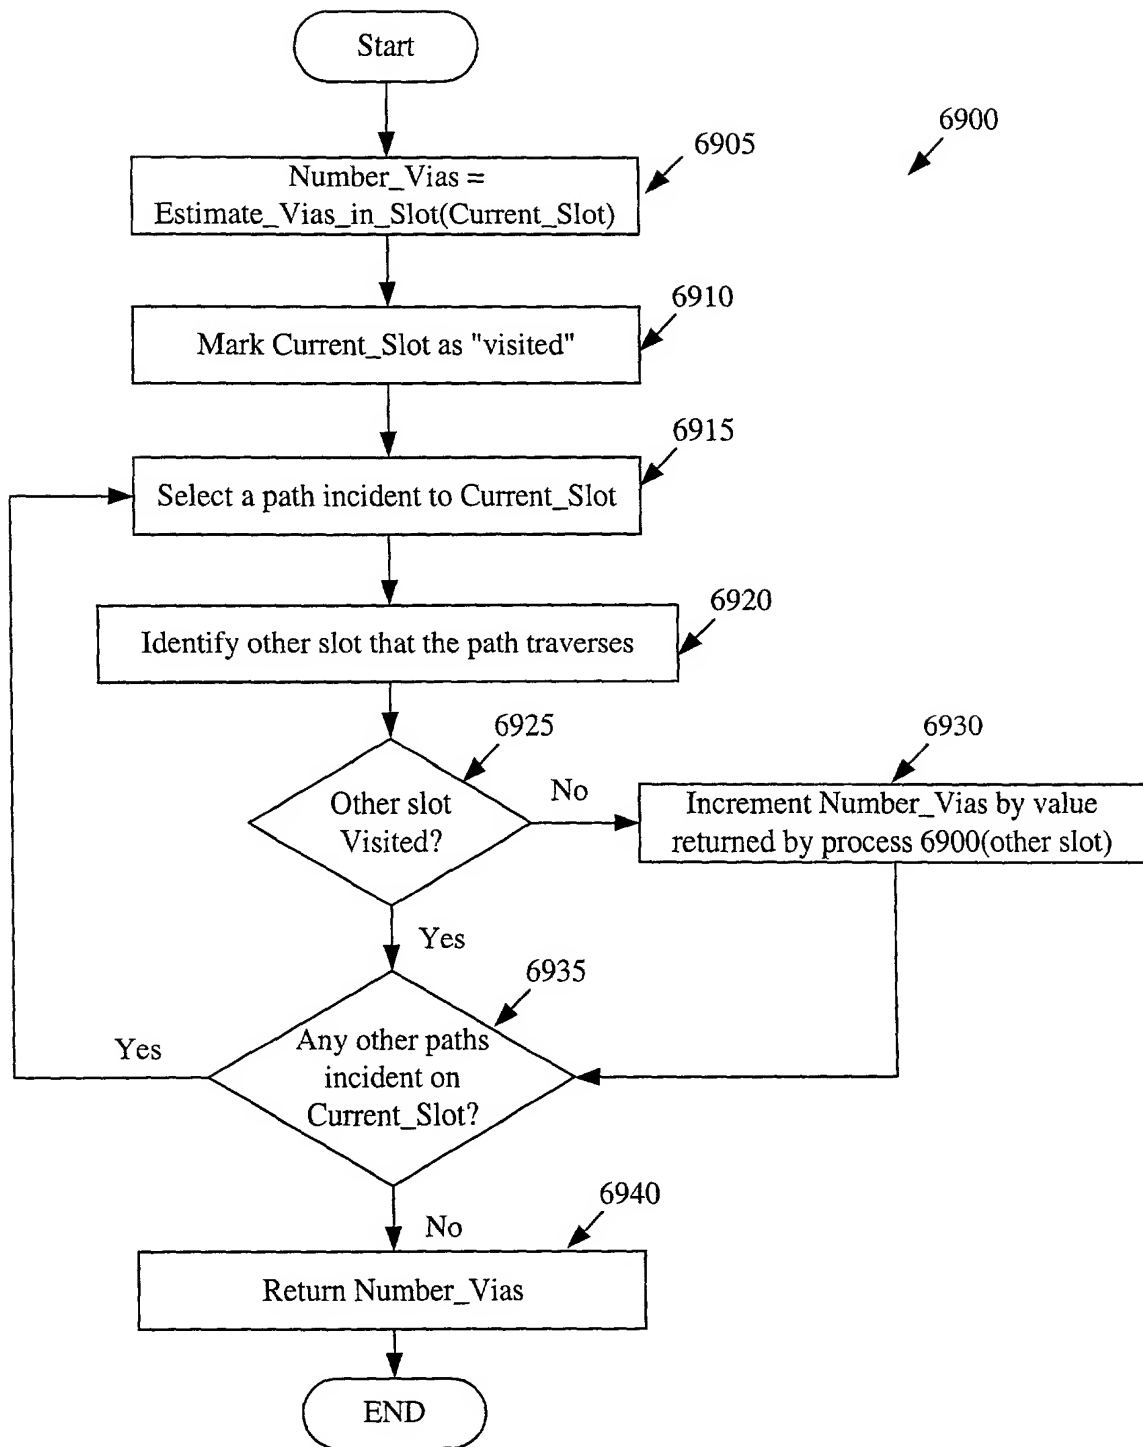 Start
6900
6905
Number_Vias =
Estimate_Vias_in_Slot(Current_Slot)
6910
Mark Current_Slot as "visited"
6915
Select a path incident to Current_Slot
6920
Identify other slot that the path traverses
6925
Other slot
Visited?
No
6930
Increment Number_Vias by value
returned by process 6900(other slot)
Yes
6935
Any other paths
incident on
Current_Slot?
Yes
No
6940
Return Number_Vias
END